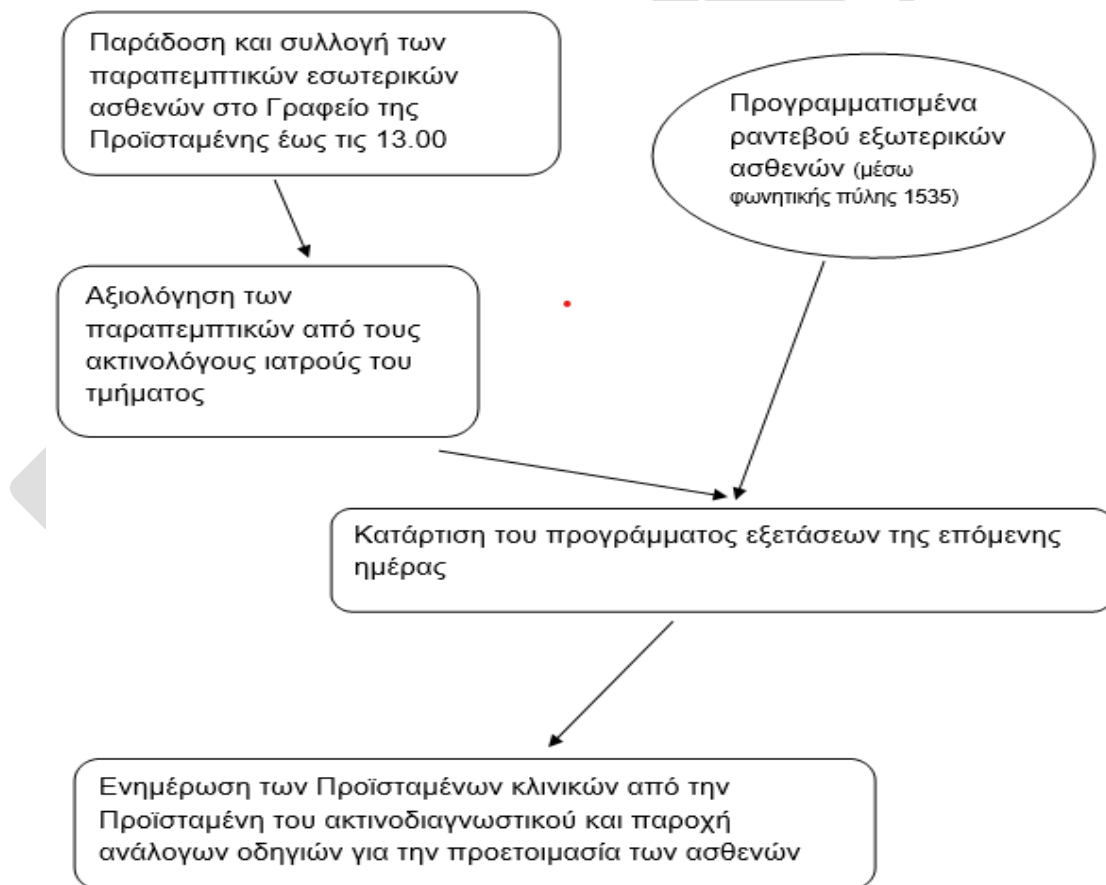 Παράδοση και συλλογή των
παραπεμπτικών εσωτερικών
ασθενών στο Γραφείο της
Προϊσταμένης έως τις 13.00
Προγραμματισμένα
ραντεβού εξωτερικών
ασθενών (μέσω
φωνητικής πύλης 1535)
Αξιολόγηση των
παραπεμπτικών από τους
ακτινολόγους ιατρούς του
τμήματος
Κατάρτιση του προγράμματος εξετάσεων της επόμενης
ημέρας
Ενημέρωση των Προϊσταμένων κλινικών από την
Προϊσταμένη του ακτινοδιαγνωστικού και παροχή
ανάλογων οδηγιών για την προετοιμασία των ασθενών